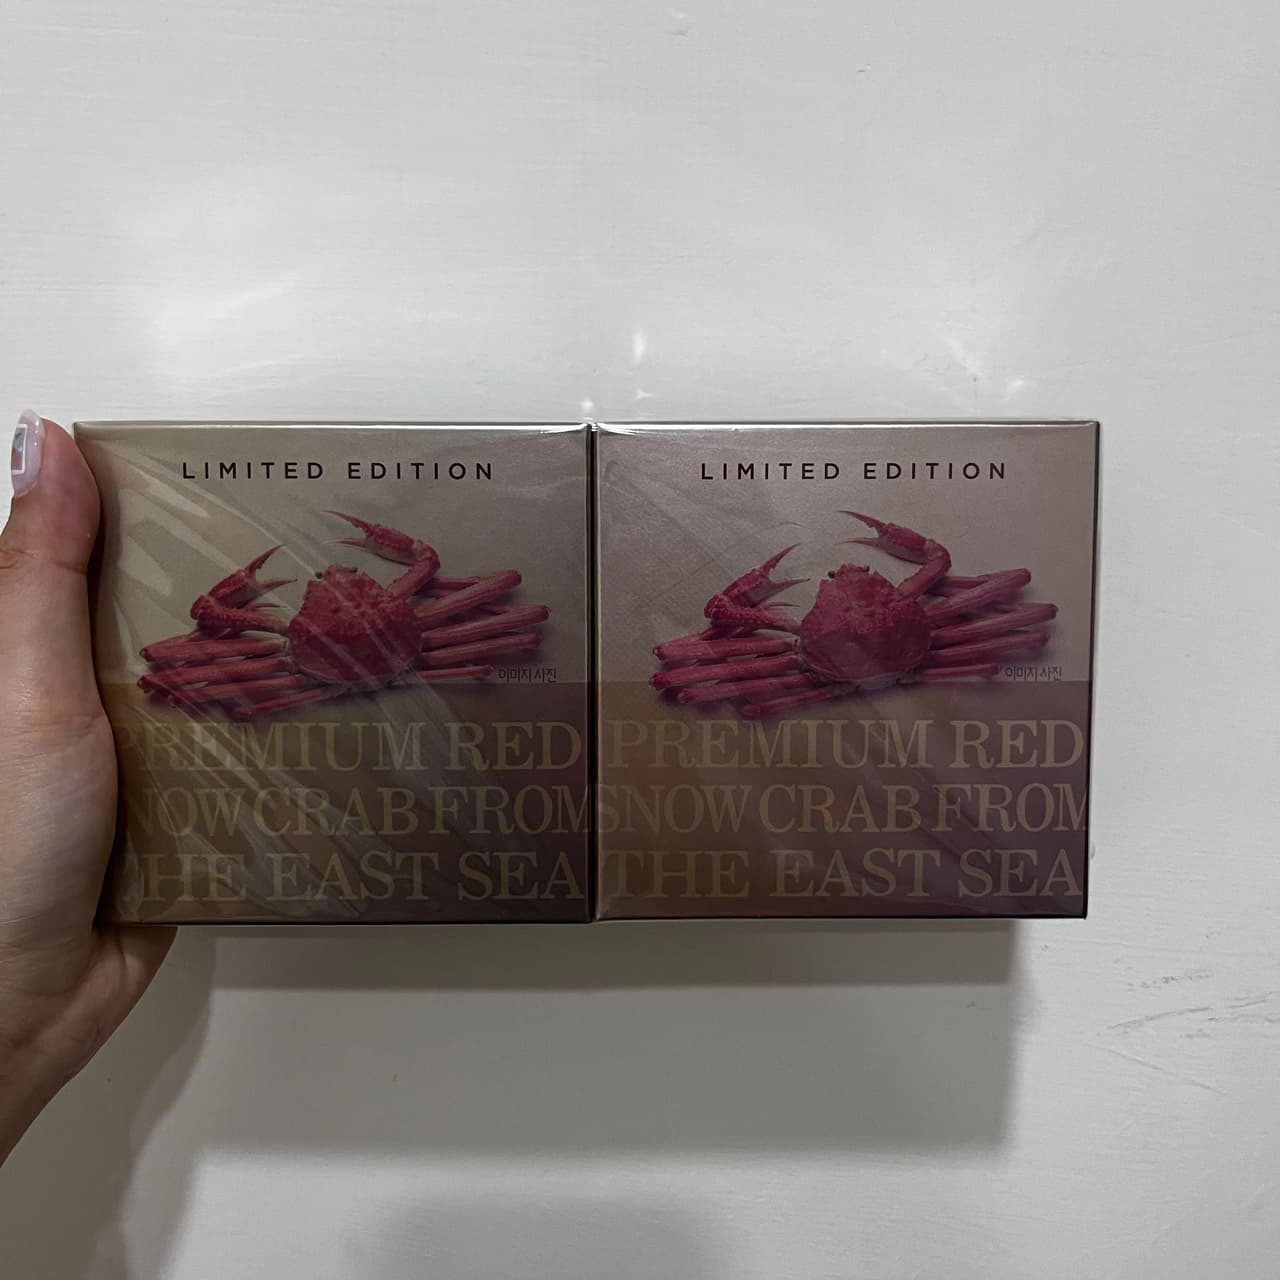 LIMITED EDITION
이미지 사진
PREMIUM RED
NOW CRAB FROM
THE EAST SEA
LIMITED EDITION
이미지 사진
PREMIUM RED
SNOW CRAB FROM
THE EAST SEA